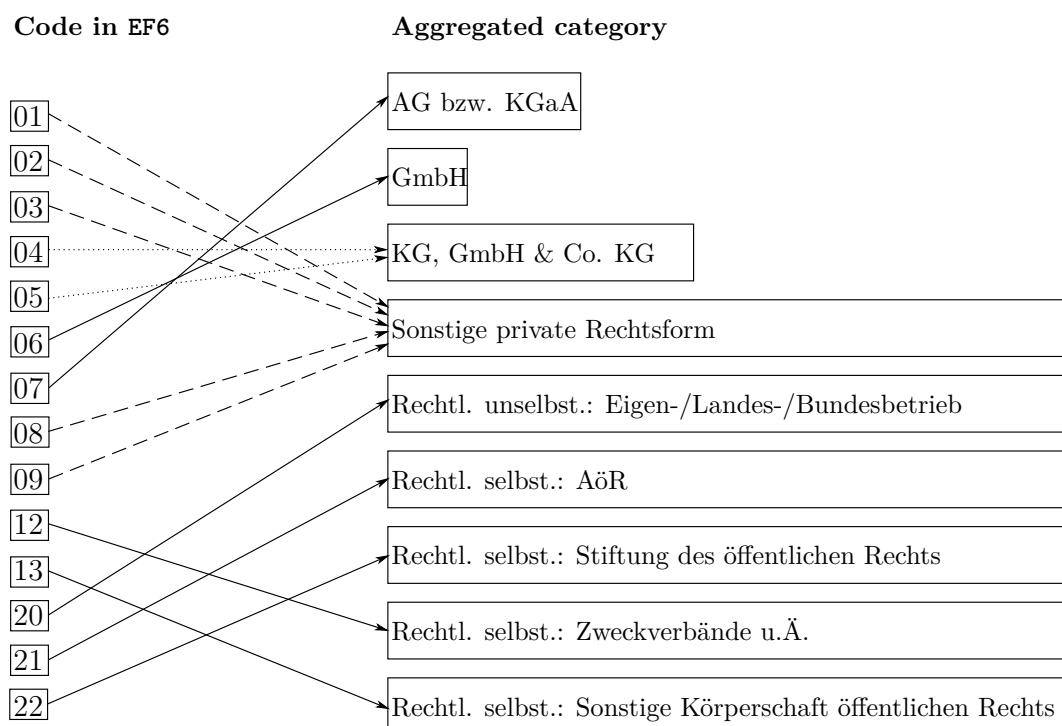 Code in EF6
01
02
03
04
05
06
07
08
09
12
13
20
21
22
Aggregated category
AG bzw. KGaA
GmbH
KG, GmbH & Co. KG
Sonstige private Rechtsform
Rechtl. unselbst.: Eigen-/Landes-/Bundesbetrieb
Rechtl. selbst.: AöR
Rechtl. selbst.: Stiftung des öffentlichen Rechts
Rechtl. selbst.: Zweckverbände u.Ä.
Rechtl. selbst.: Sonstige Körperschaft öffentlichen Rechts